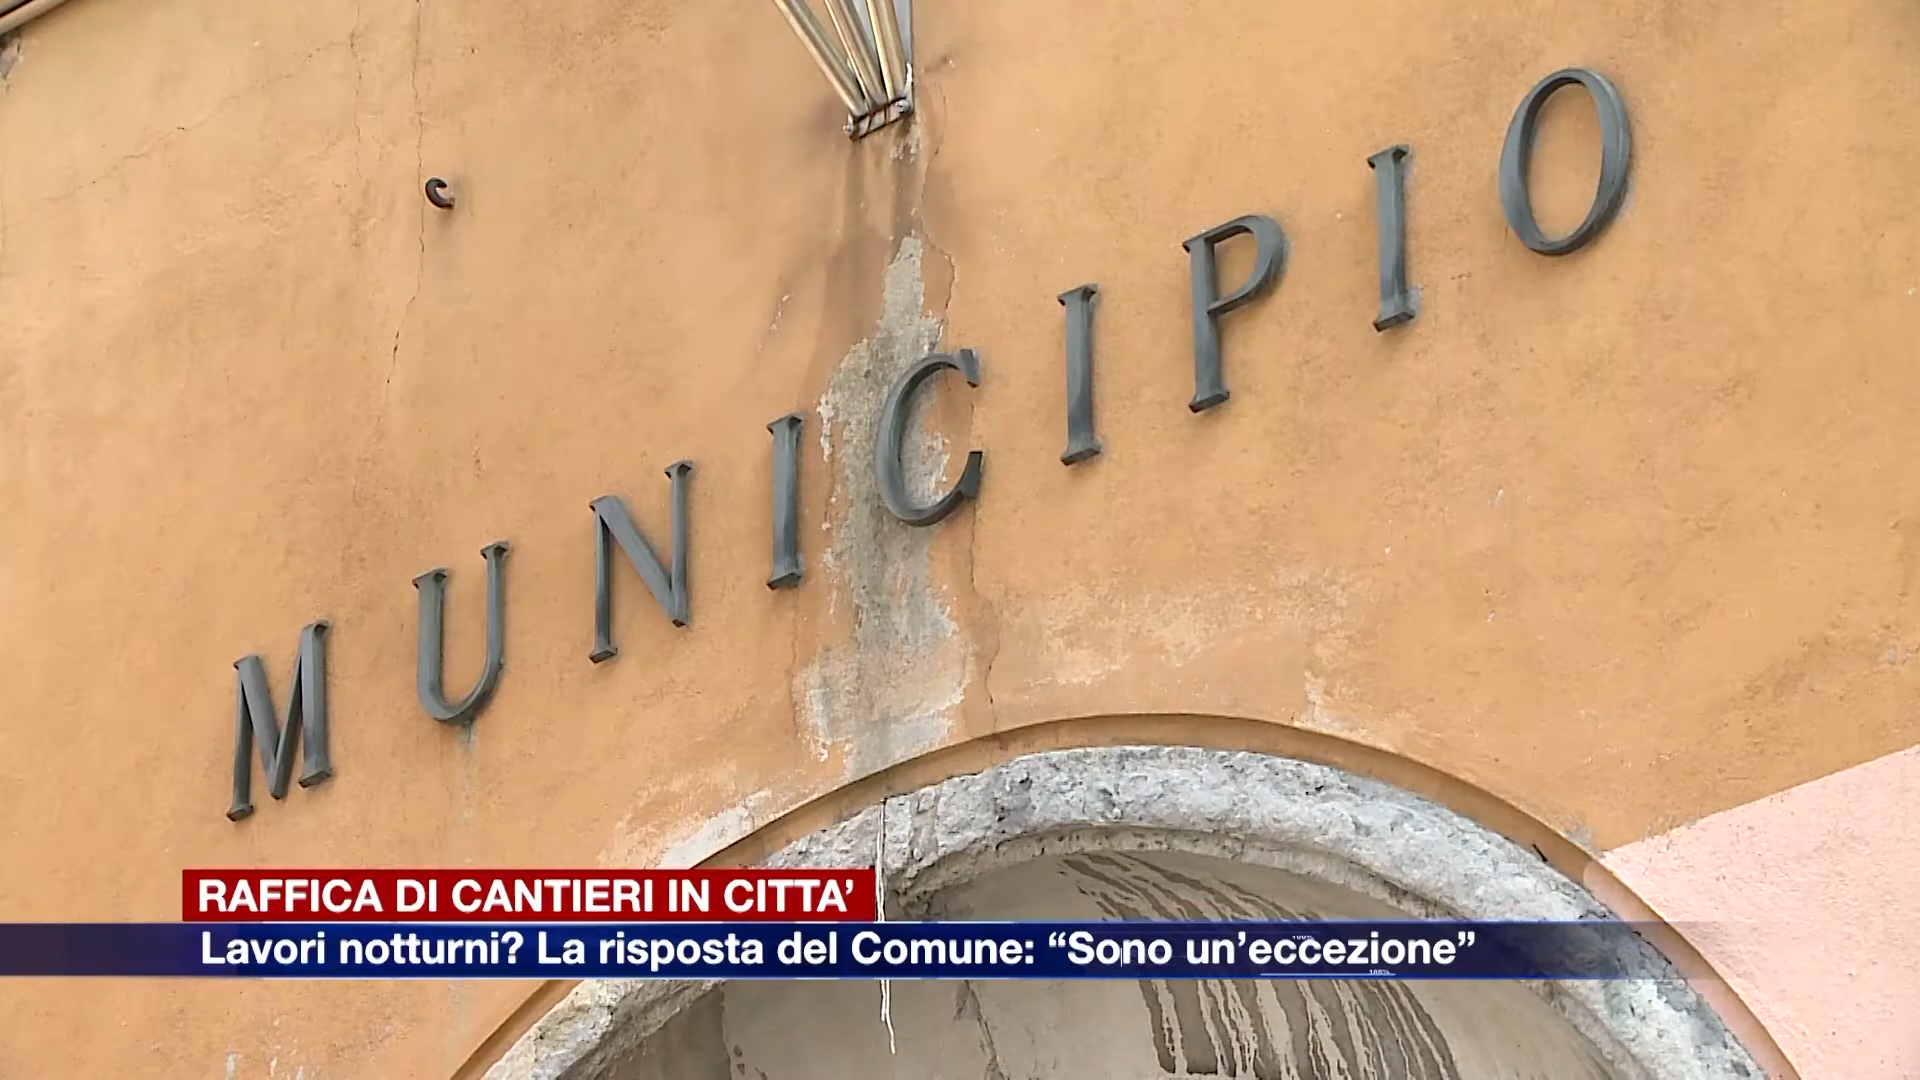 MUNICIPIO
RAFFICA DI CANTIERI IN CITTA'
Lavori notturni? La risposta del Comune: “Sono un’eccezione”